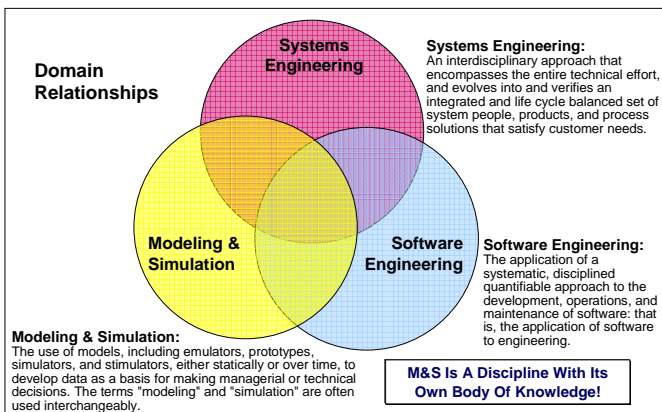 Domain
Relationships
Systems
Engineering
Systems Engineering:
An interdisciplinary approach that
encompasses the entire technical effort,
and evolves into and verifies an
integrated and life cycle balanced set of
system people, products, and process
solutions that satisfy customer needs.
Modeling &
Simulation
Software
Engineering
Software Engineering:
The application of a
systematic, disciplined
quantifiable approach to the
development, operations, and
maintenance of software: that
is, the application of software
to engineering.
Modeling & Simulation:
The use of models, including emulators, prototypes,
simulators, and stimulators, either statically or over time, to
develop data as a basis for making managerial or technical
decisions. The terms "modeling" and "simulation" are often
used interchangeably.
M&S Is A Discipline With Its
Own Body Of Knowledge!